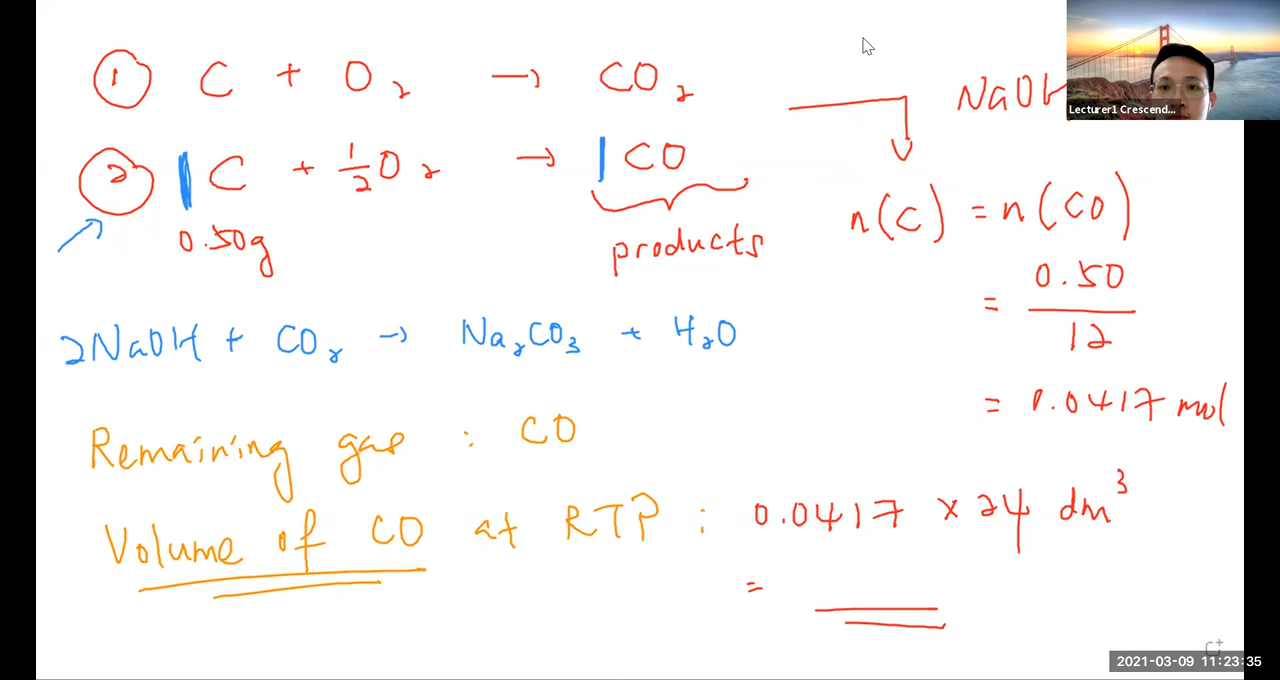 ① C + O₂ → CO₂
NaOH
② 1 C + 1/2 O₂ → 1 CO
0.50g
products
n(C) = n(CO)
= 0.50/12
= 0.0417 mol
2NaOH + CO₂ → Na₂CO₃ + H₂O
Remaining gas : CO
Volume of CO at RTP : 0.0417 × 24 dm³
=
Lecturer1 Crescend...
2021-03-09 11:23:35